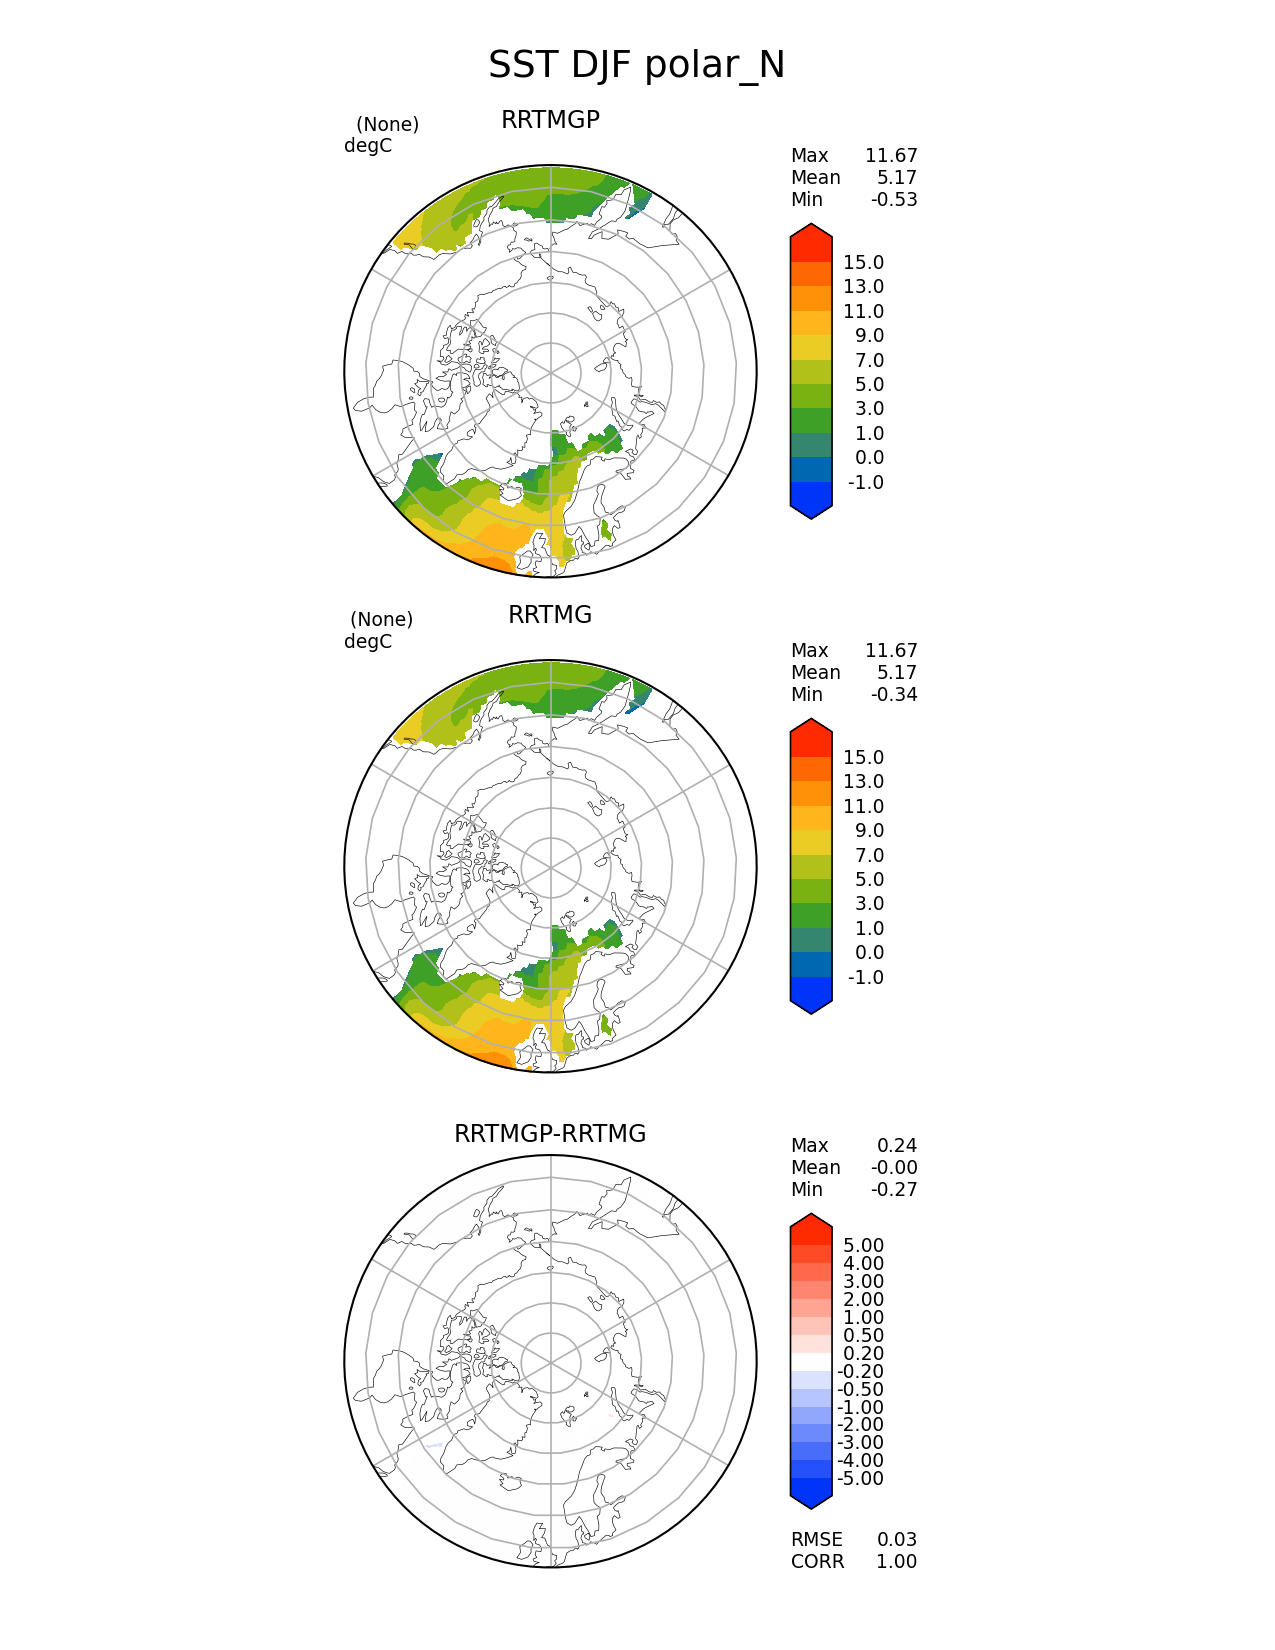 SST DJF polar_N
(None)
degC
RRTMGP
Max 11.67
Mean 5.17
Min -0.53
15.0
13.0
11.0
9.0
7.0
5.0
3.0
1.0
0.0
-1.0
(None)
degC
RRTMG
Max 11.67
Mean 5.17
Min -0.34
15.0
13.0
11.0
9.0
7.0
5.0
3.0
1.0
0.0
-1.0
RRTMGP-RRTMG
Max 0.24
Mean -0.00
Min -0.27
5.00
4.00
3.00
2.00
1.00
0.50
0.20
-0.20
-0.50
-1.00
-2.00
-3.00
-4.00
-5.00
RMSE 0.03
CORR 1.00